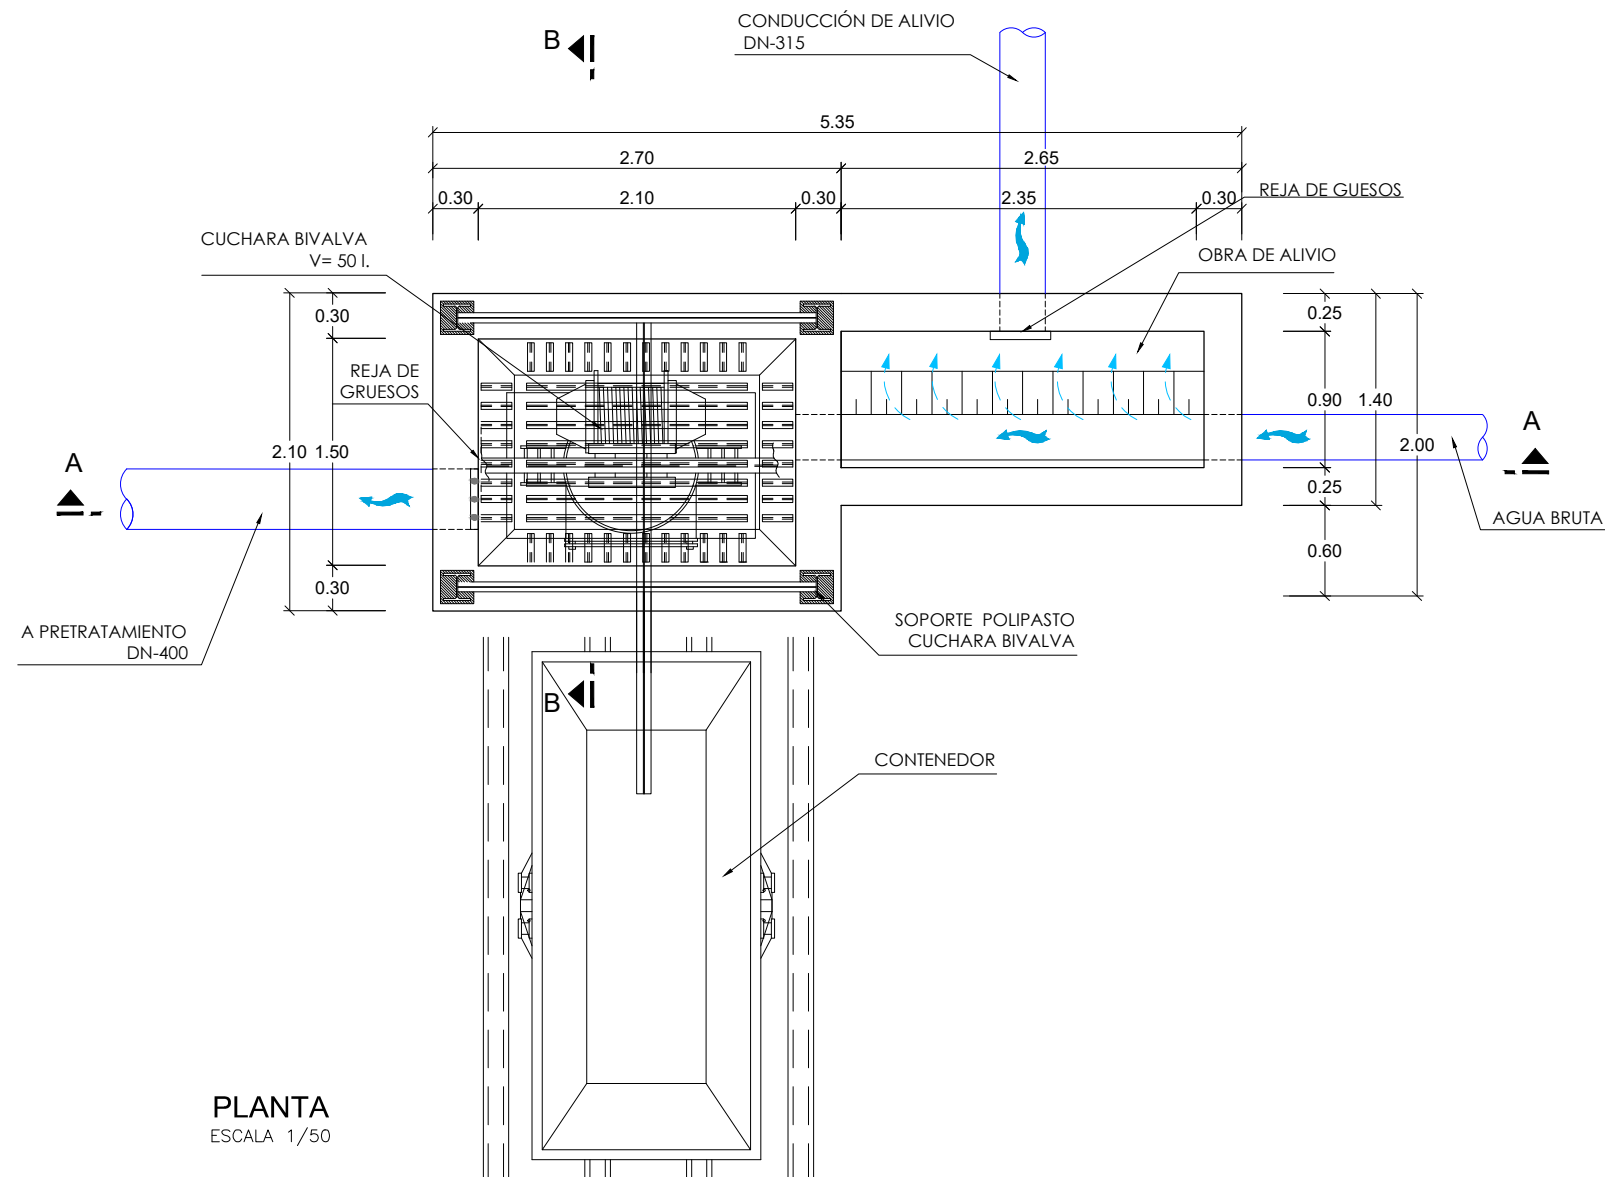 CONDUCCIÓN DE ALIVIO
DN-315
B
5.35
2.70
2.65
0.30
2.10
0.30
2.35
0.30
REJA DE GUESOS
CUCHARA BIVALVA
V= 50 l.
OBRA DE ALIVIO
0.30
0.25
REJA DE
GRUESOS
0.90
1.40
2.10
1.50
2.00
A
A
0.25
AGUA BRUTA
0.60
0.30
A PRETRATAMIENTO
DN-400
SOPORTE POLIPASTO
CUCHARA BIVALVA
B
CONTENEDOR
PLANTA
ESCALA 1/50